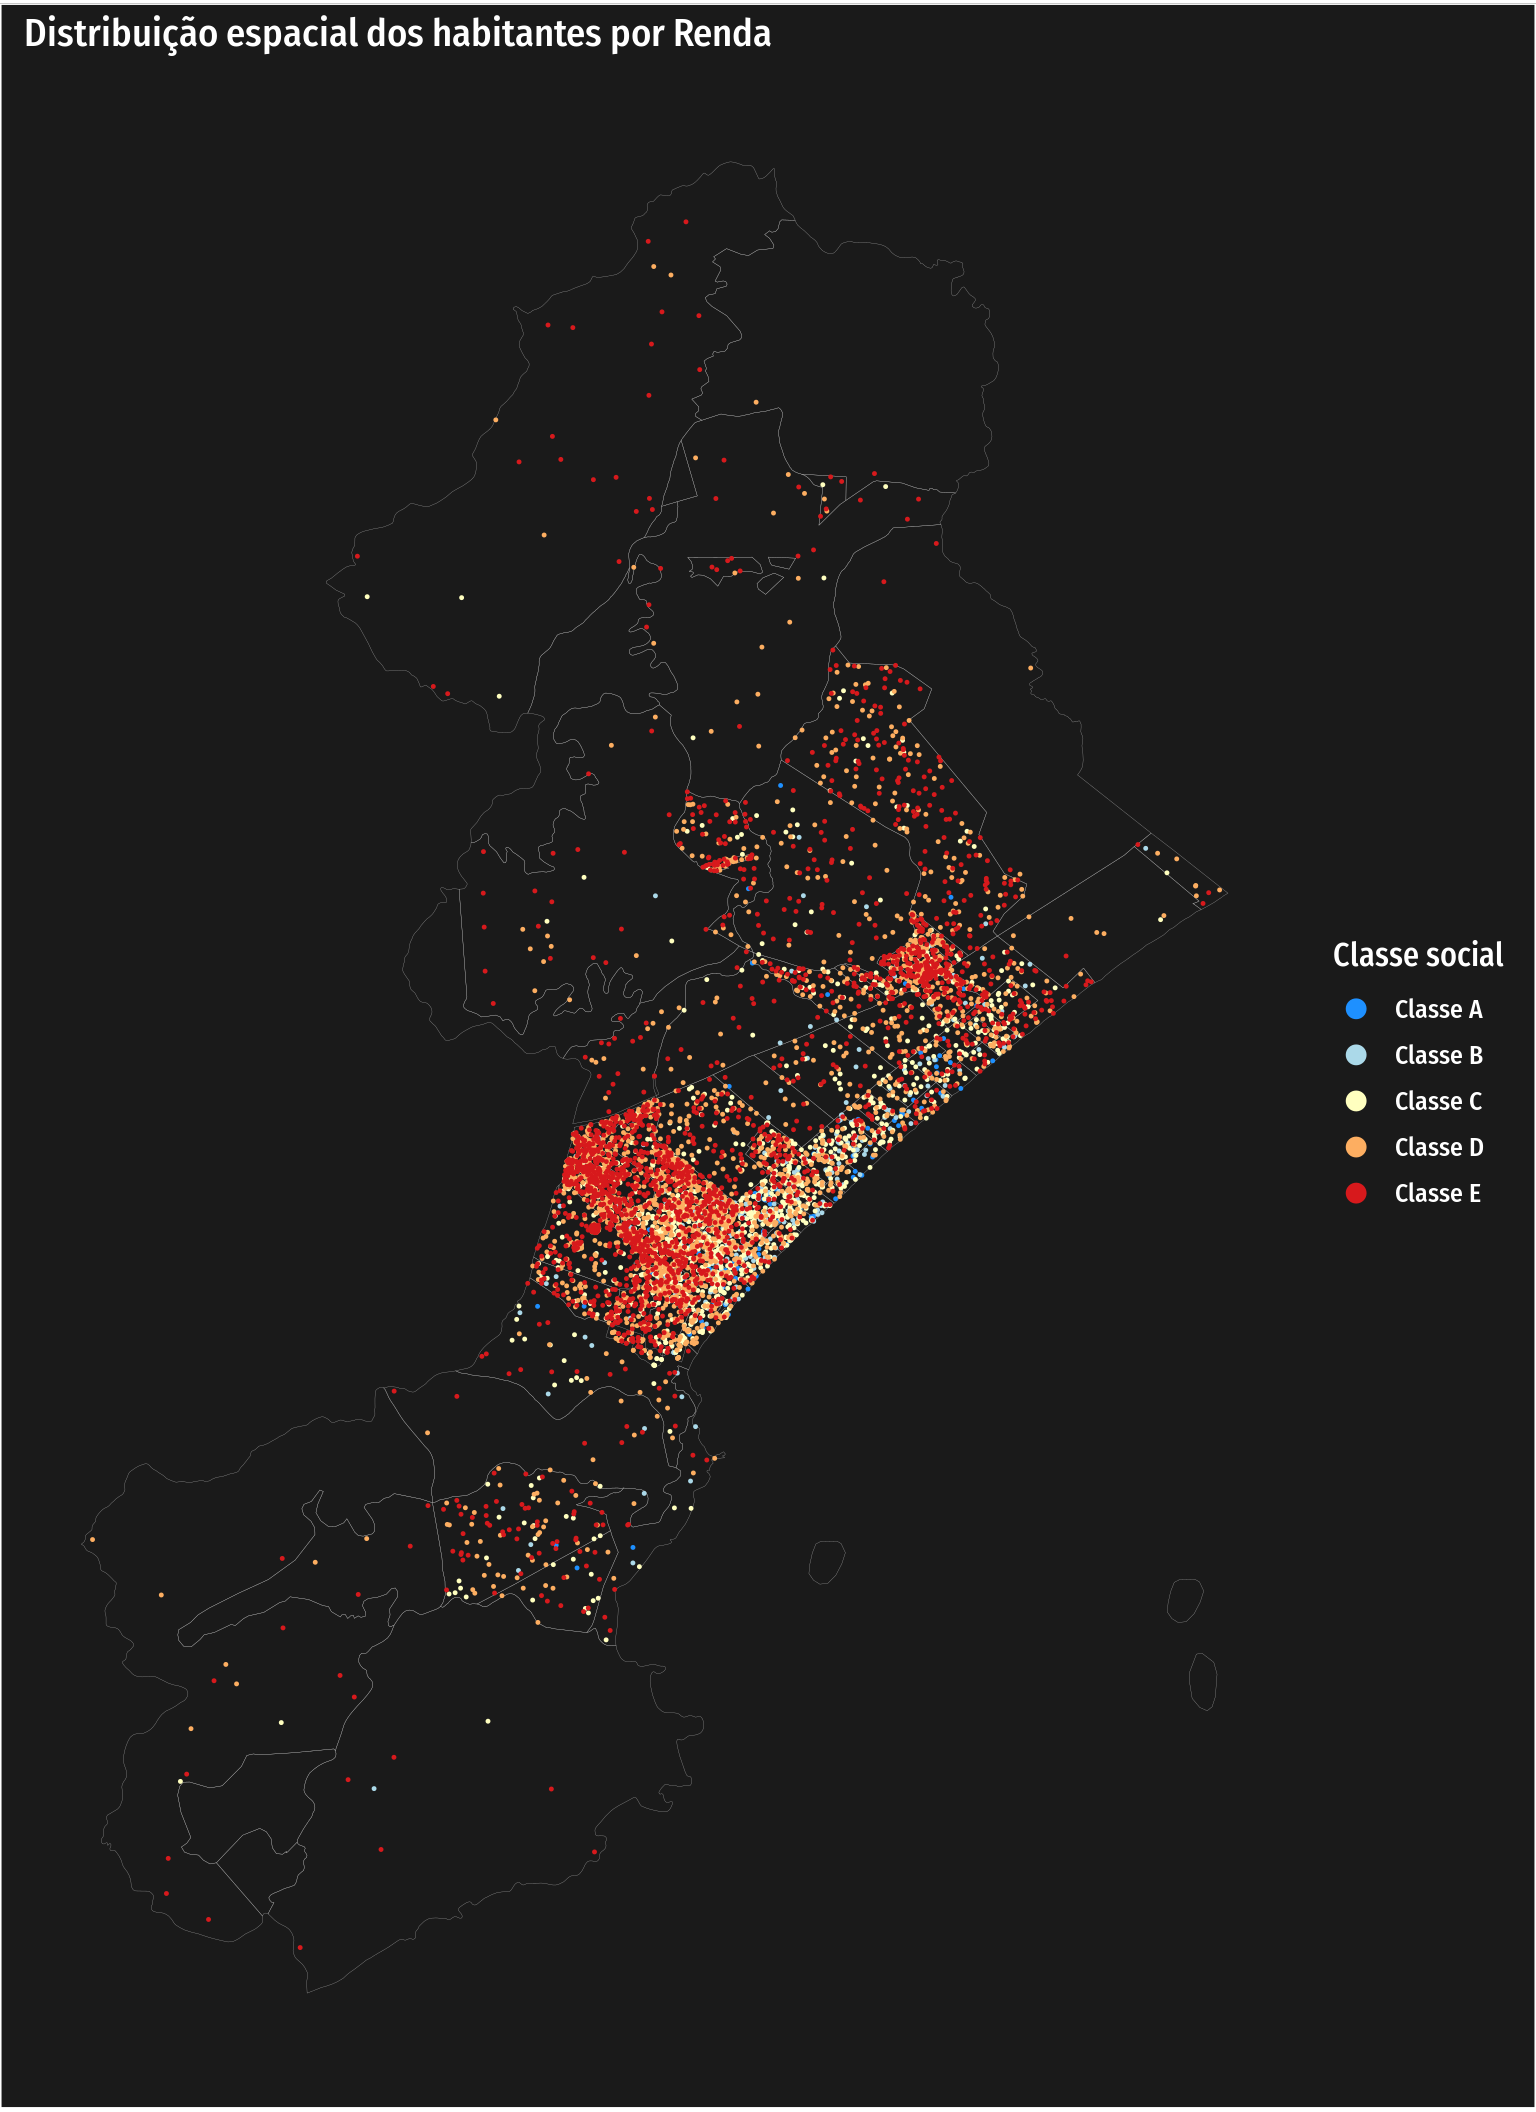 Distribuição espacial dos habitantes por Renda
Classe social
Classe A
Classe B
Classe C
Classe D
Classe E